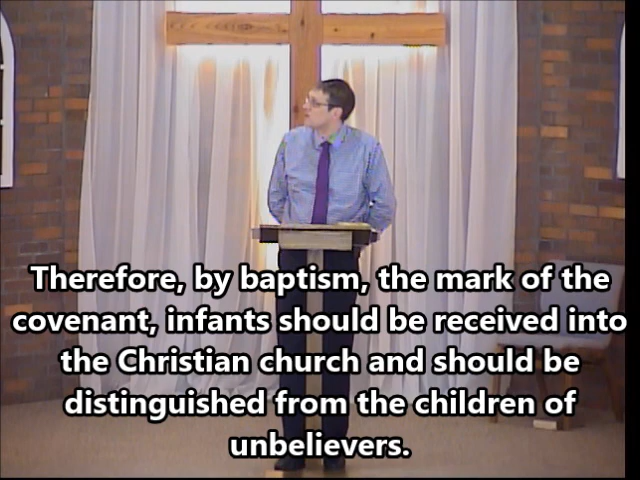 Therefore, by baptism, the mark of the
covenant, infants should be received into
the Christian church and should be
distinguished from the children of
unbelievers.